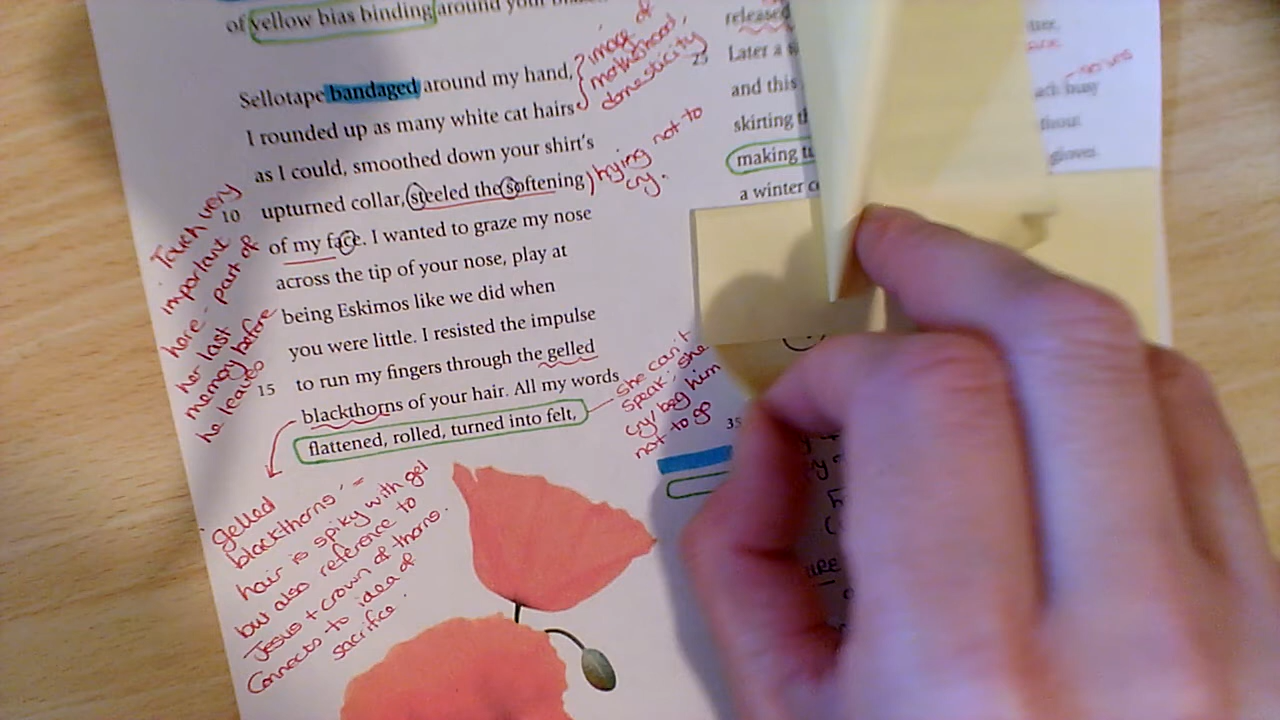 of yellow bias binding around your
Sellotape bandaged around my hand,
I rounded up as many white cat hairs
as I could, smoothed down your shirt's
10 upturned collar, steeled the softening
of my face. I wanted to graze my nose
across the tip of your nose, play at
being Eskimos like we did when
you were little. I resisted the impulse
15 to run my fingers through the gelled
blackthorns of your hair. All my words
flattened, rolled, turned into felt,
image of
motherhood,
domesticity
trying not to
cry.
Touch very
important
here - part of
her last
memory before
he leaves
she can't
speak; she
cry/beg him
not to go
gelled
blackthorns, =
hair is spiky with gel
but also reference to
Jesus + crown of thorns.
Connects to idea of
sacrifice.
released
25 Later a
and this
busy
skirting
making
gloves
a winter
35